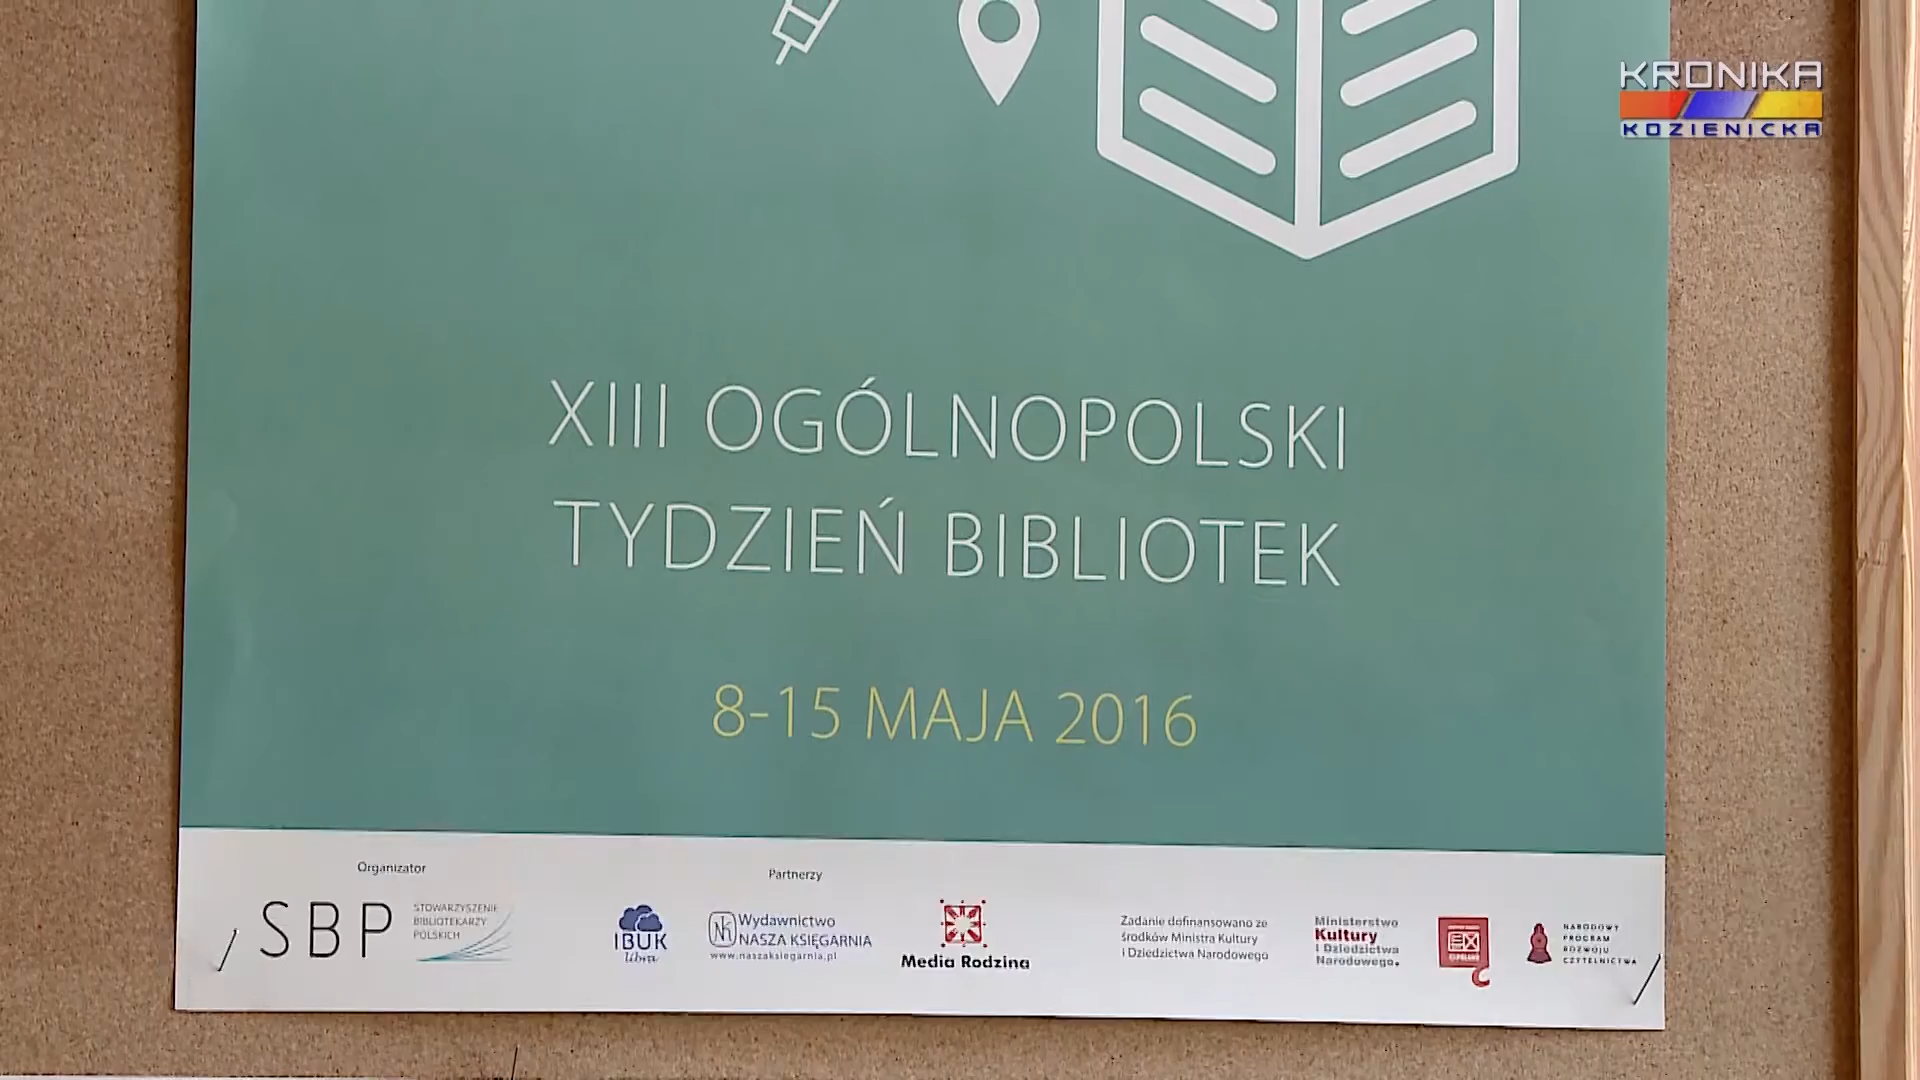 KRONIKA
KOZIENICKA
XIII OGÓLNOPOLSKI
TYDZIEŃ BIBLIOTEK
8-15 MAJA 2016
Organizator
SBP
STOWARZYSZENIE
BIBLIOTEKARZY
POLSKICH
Partnerzy
IBUK
Libra
Wydawnictwo
NASZA KSIĘGARNIA
www.naszaksiegarnia.pl
Media Rodzina
Zadanie dofinansowano ze
środków Ministra Kultury
i Dziedzictwa Narodowego
Ministerstwo
Kultury
i Dziedzictwa
Narodowego.
NARODOWY
PROGRAM
ROZWOJU
CZYTELNICTWA